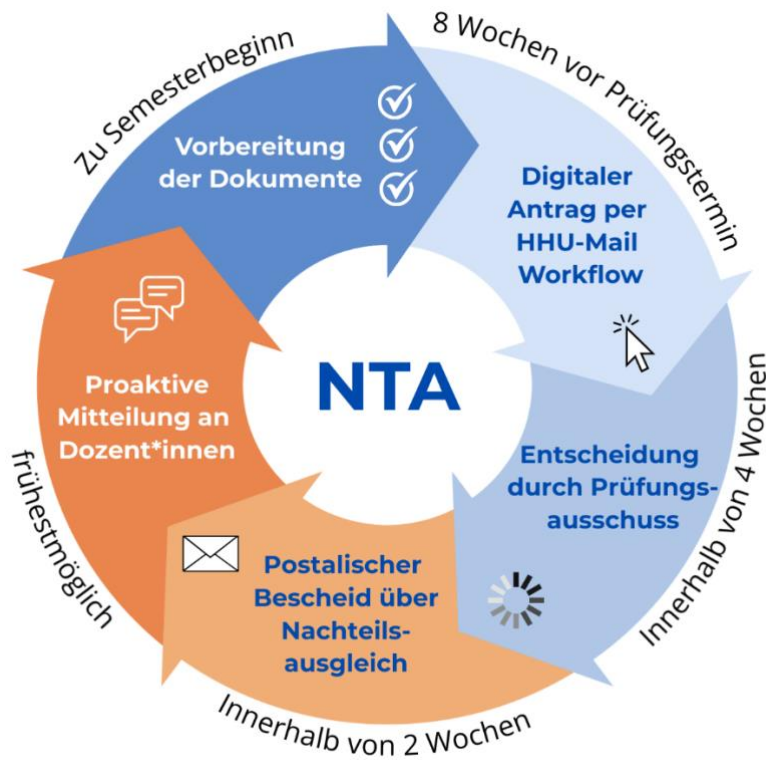 Zu Semesterbeginn
Vorbereitung
der Dokumente
8 Wochen vor Prüfungstermin
Digitaler
Antrag per
HHU-Mail
Workflow
Innerhalb von 4 Wochen
Entscheidung
durch Prüfungs-
ausschuss
Innerhalb von 2 Wochen
Postalischer
Bescheid über
Nachteils-
ausgleich
frühestmöglich
Proaktive
Mitteilung an
Dozent*innen
NTA